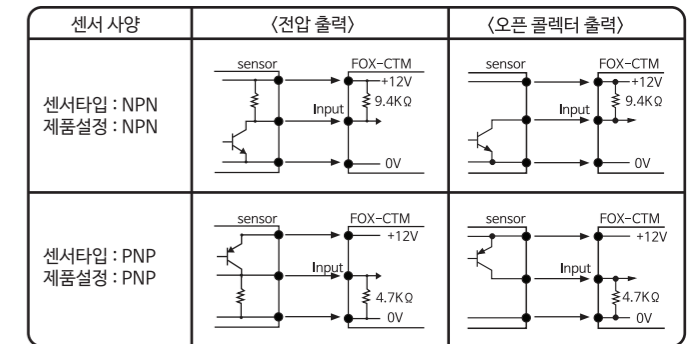 센서 사양
〈전압 출력〉
〈오픈 콜렉터 출력〉
센서타입 : NPN
제품설정 : NPN
sensor
FOX-CTM
+12V
9.4KΩ
Input
0V
sensor
FOX-CTM
+12V
9.4KΩ
Input
0V
센서타입 : PNP
제품설정 : PNP
sensor
FOX-CTM
+12V
Input
4.7KΩ
0V
sensor
FOX-CTM
+12V
Input
4.7KΩ
0V